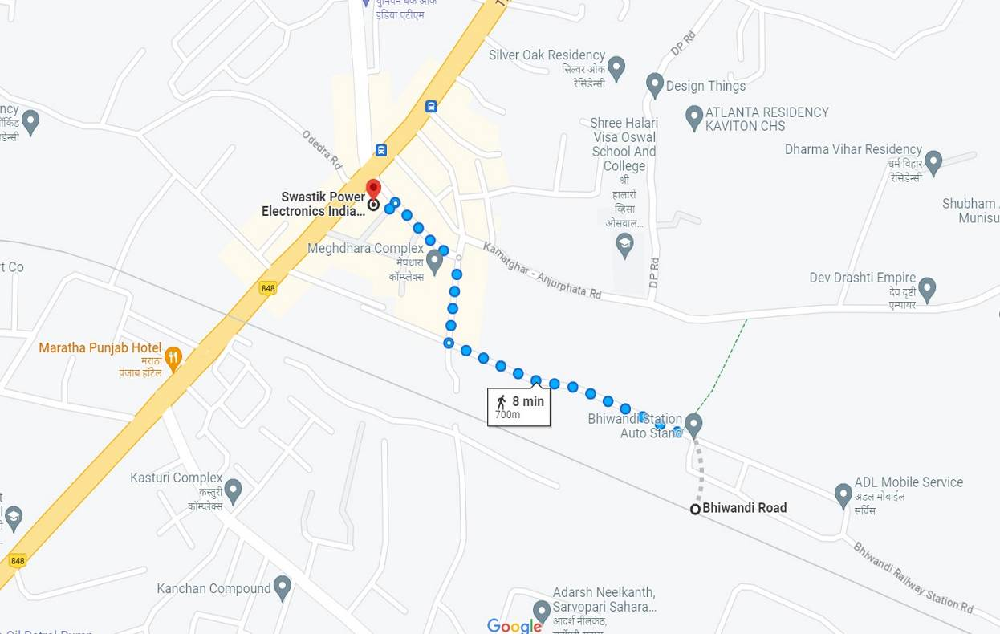 इंडिया एटीएम
Silver Oak Residency
सिल्वर ओक
रेसिडेन्सी
DP Rd
Design Things
ATLANTA RESIDENCY
KAVITON CHS
Shree Halari
Visa Oswal
School And
College
श्री
हालारी
व्हिसा
ओसवाल...
Dharma Vihar Residency
धर्म विहार
रेसिडेन्सी
Odedra Rd
Swastik Power
Electronics India...
Shubham
Munisu
Meghdhara Complex
मेघधारा
कॉम्प्लेक्स
Kamatghar - Anjurphata Rd
DP Rd
Dev Drashti Empire
देव दृष्टी
एम्पायर
848
Maratha Punjab Hotel
मराठा
पंजाब हॉटेल
8 min
700m
Bhiwandi Station
Auto Stand
Kasturi Complex
कस्तुरी
कॉम्प्लेक्स
ADL Mobile Service
अडल मोबाईल
सर्विस
Bhiwandi Road
848
Bhiwandi Railway Station Rd
Kanchan Compound
Adarsh Neelkanth,
Sarvopari Sahara...
आदर्श नीलकंठ,
Google